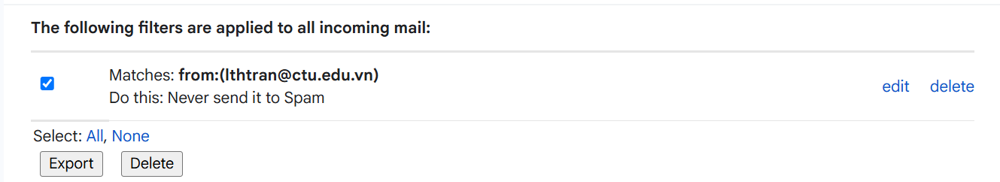 The following filters are applied to all incoming mail:
Matches: from:(lthtran@ctu.edu.vn)
Do this: Never send it to Spam
edit delete
Select: All, None
Export Delete